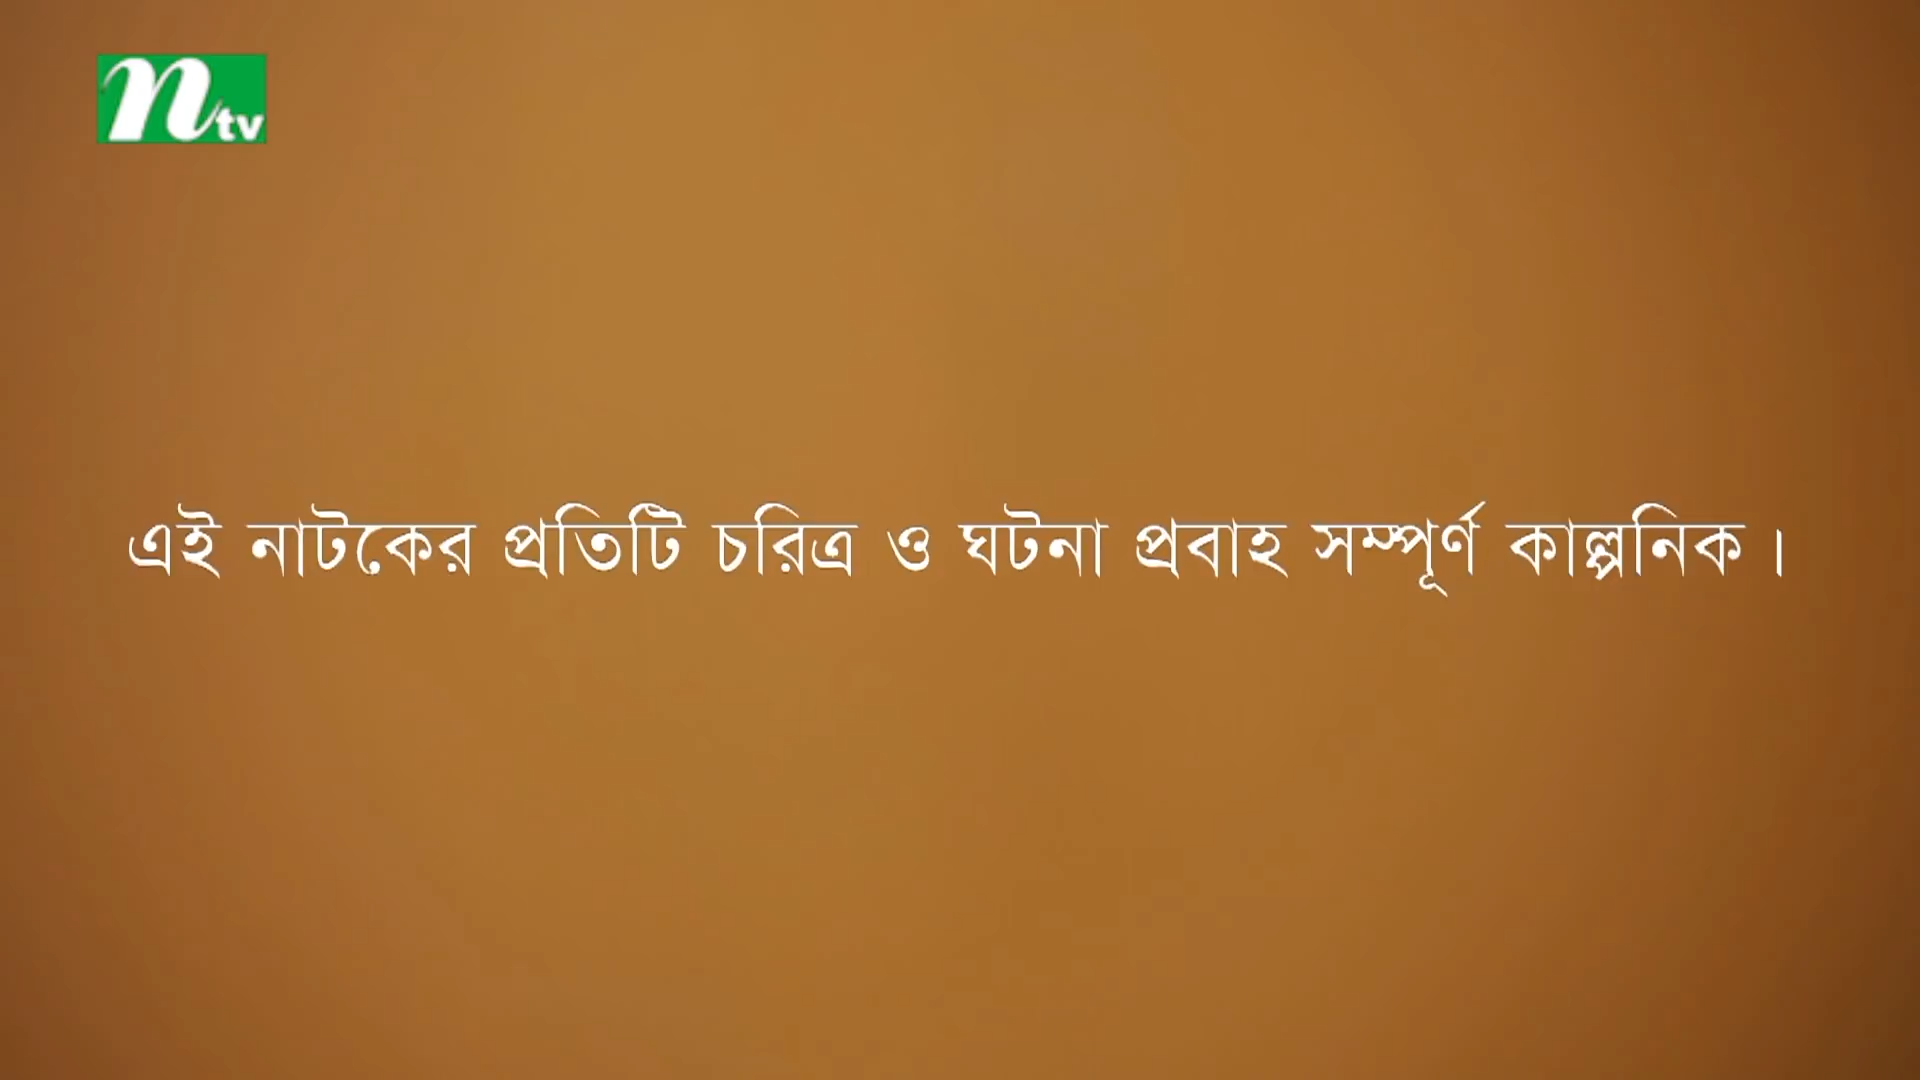 ntv
এই নাটকের প্রতিটি চরিত্র ও ঘটনা প্রবাহ সম্পূর্ণ কাল্পনিক।